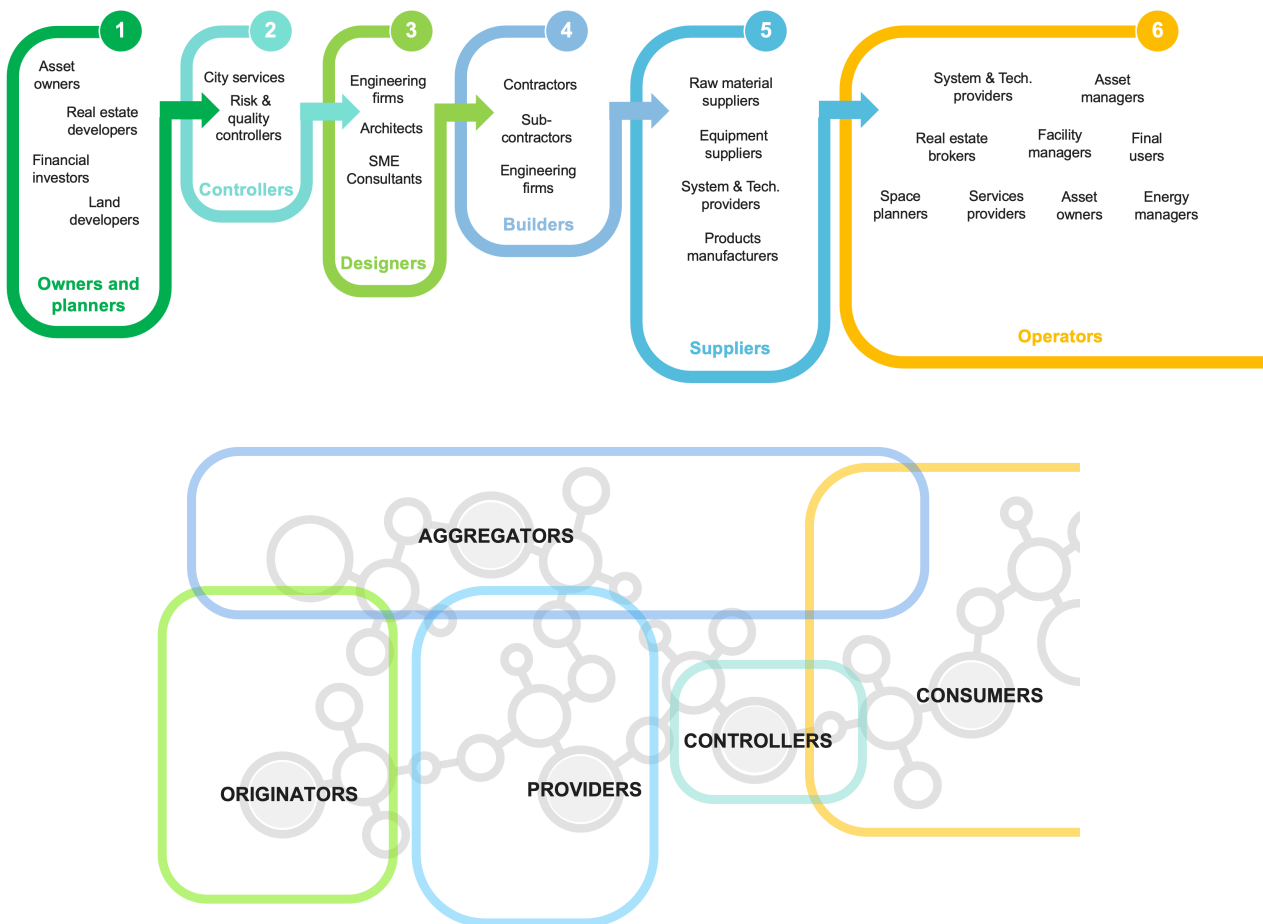 1
Asset
owners
Real estate
developers
Financial
investors
Land
developers
Owners and
planners
2
City services
Risk &
quality
controllers
Controllers
3
Engineering
firms
Architects
SME
Consultants
Designers
4
Contractors
Sub-
contractors
Engineering
firms
Builders
5
Raw material
suppliers
Equipment
suppliers
System & Tech.
providers
Products
manufacturers
Suppliers
6
System & Tech.
providers
Asset
managers
Real estate
brokers
Facility
managers
Final
users
Space
planners
Services
providers
Asset
owners
Energy
managers
Operators
AGGREGATORS
ORIGINATORS
PROVIDERS
CONTROLLERS
CONSUMERS